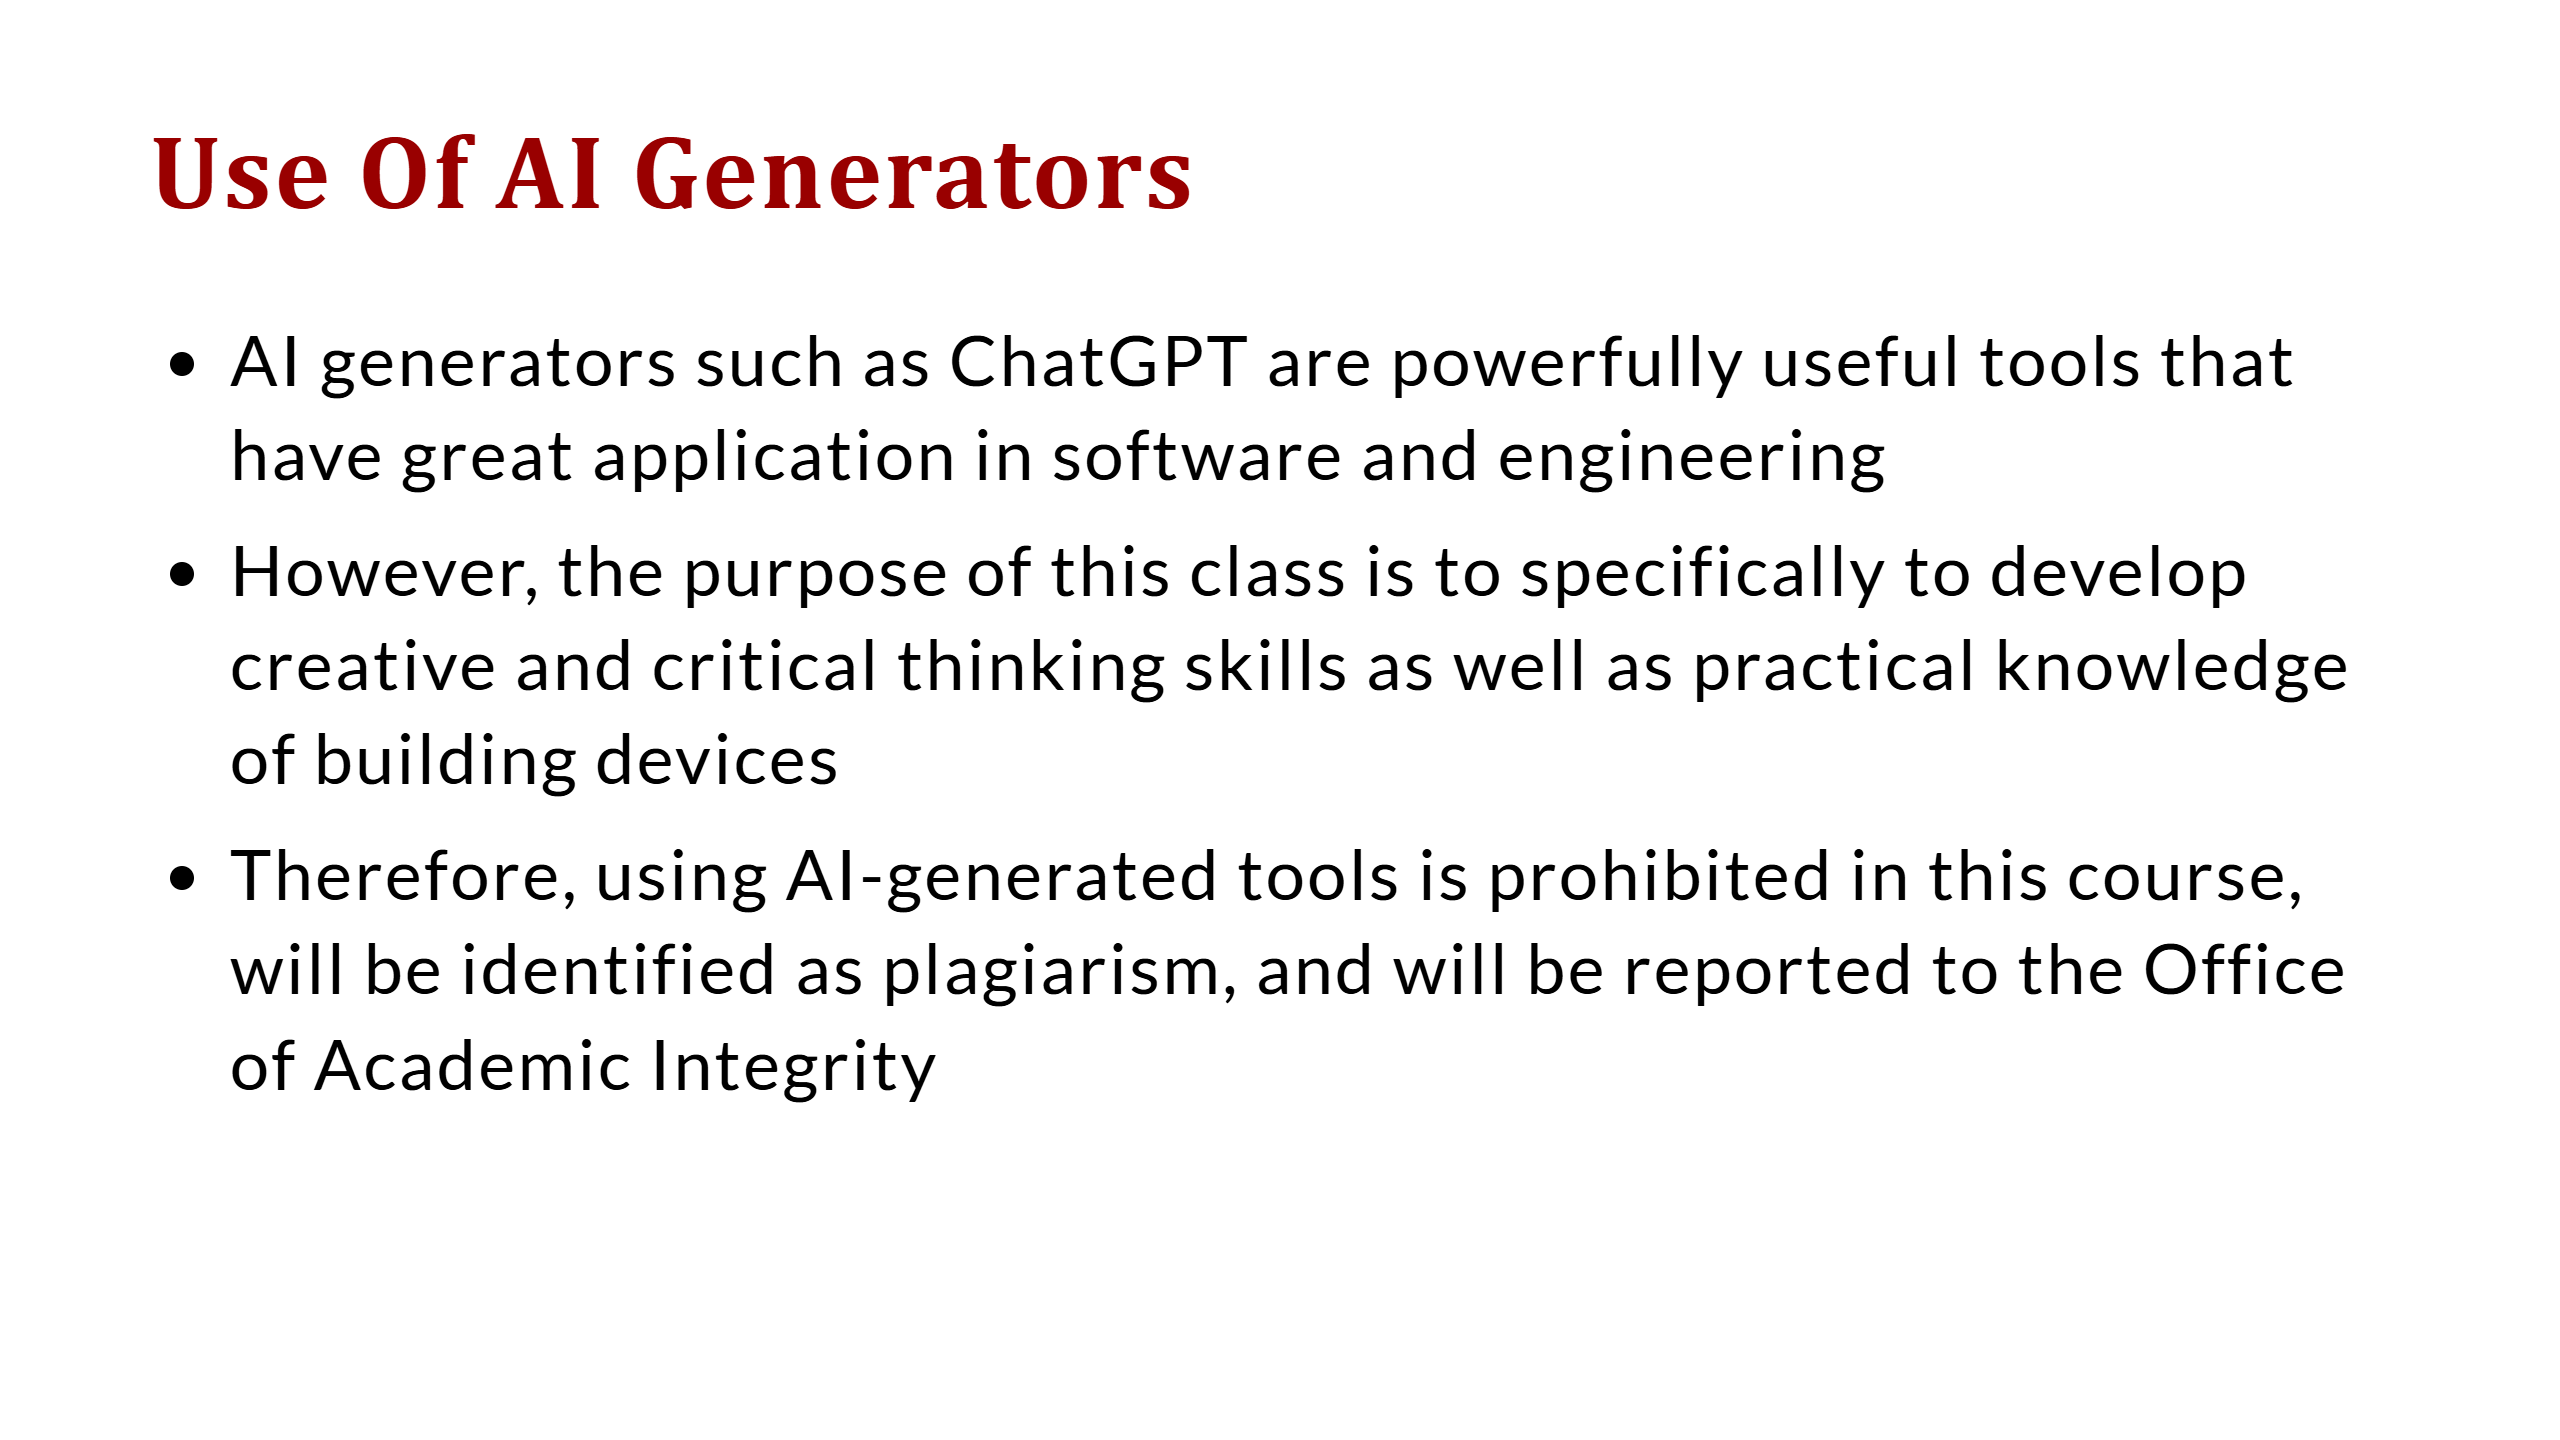 Use Of AI Generators
• AI generators such as ChatGPT are powerfully useful tools that
have great application in software and engineering
• However, the purpose of this class is to specifically to develop
creative and critical thinking skills as well as practical knowledge
of building devices
• Therefore, using AI-generated tools is prohibited in this course,
will be identified as plagiarism, and will be reported to the Office
of Academic Integrity